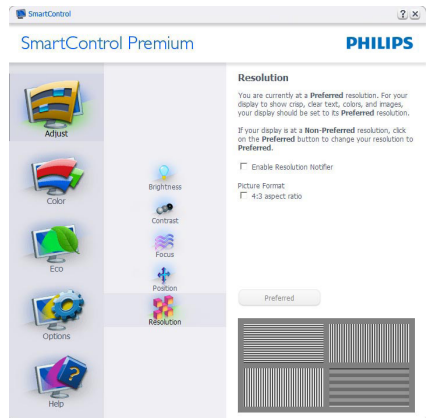 SmartControl
SmartControl Premium
PHILIPS
Adjust
Color
Eco
Options
Help
Brightness
Contrast
Focus
Position
Resolution
Resolution
You are currently at a Preferred resolution. For your
display to show crisp, clear text, colors, and images,
your display should be set to its Preferred resolution.
If your display is at a Non-Preferred resolution, click
on the Preferred button to change your resolution to
Preferred.
Enable Resolution Notifier
Picture Format
4:3 aspect ratio
Preferred